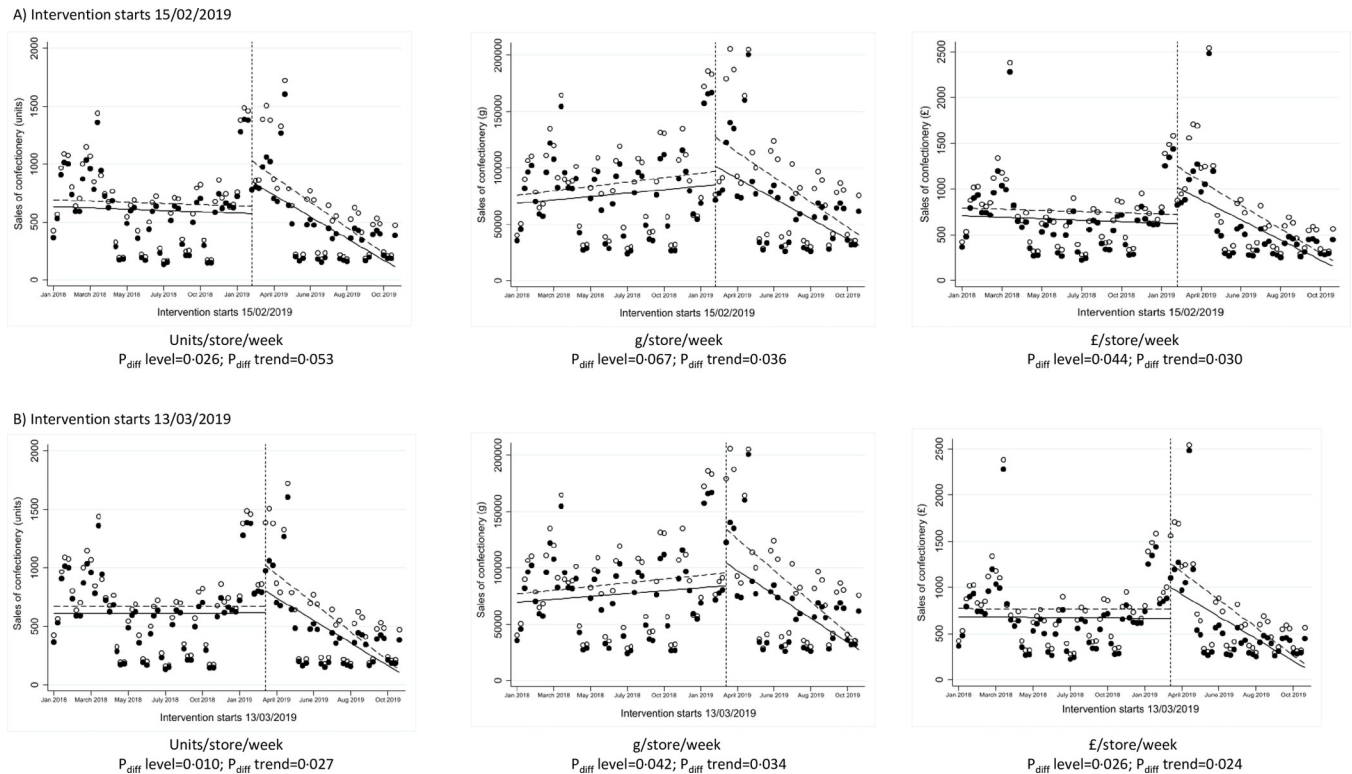 A) Intervention starts 15/02/2019
Sales of confectionery (units)
2000
1500
1000
500
0
Jan 2018 March 2018 May 2018 July 2018 Oct 2018 Jan 2019 April 2019 June 2019 Aug 2019 Oct 2019
Intervention starts 15/02/2019
Units/store/week
P_diff level=0·026; P_diff trend=0·053
Sales of confectionery (g)
200000
150000
100000
50000
0
Jan 2018 March 2018 May 2018 July 2018 Oct 2018 Jan 2019 April 2019 June 2019 Aug 2019 Oct 2019
Intervention starts 15/02/2019
g/store/week
P_diff level=0·067; P_diff trend=0·036
Sales of confectionery (£)
2500
2000
1500
1000
500
0
Jan 2018 March 2018 May 2018 July 2018 Oct 2018 Jan 2019 April 2019 June 2019 Aug 2019 Oct 2019
Intervention starts 15/02/2019
£/store/week
P_diff level=0·044; P_diff trend=0·030
B) Intervention starts 13/03/2019
Sales of confectionery (units)
2000
1500
1000
500
0
Jan 2018 March 2018 May 2018 July 2018 Oct 2018 Jan 2019 April 2019 June 2019 Aug 2019 Oct 2019
Intervention starts 13/03/2019
Units/store/week
P_diff level=0·010; P_diff trend=0·027
Sales of confectionery (g)
200000
150000
100000
50000
0
Jan 2018 March 2018 May 2018 July 2018 Oct 2018 Jan 2019 April 2019 June 2019 Aug 2019 Oct 2019
Intervention starts 13/03/2019
g/store/week
P_diff level=0·042; P_diff trend=0·034
Sales of confectionery (£)
2500
2000
1500
1000
500
0
Jan 2018 March 2018 May 2018 July 2018 Oct 2018 Jan 2019 April 2019 June 2019 Aug 2019 Oct 2019
Intervention starts 13/03/2019
£/store/week
P_diff level=0·026; P_diff trend=0·024